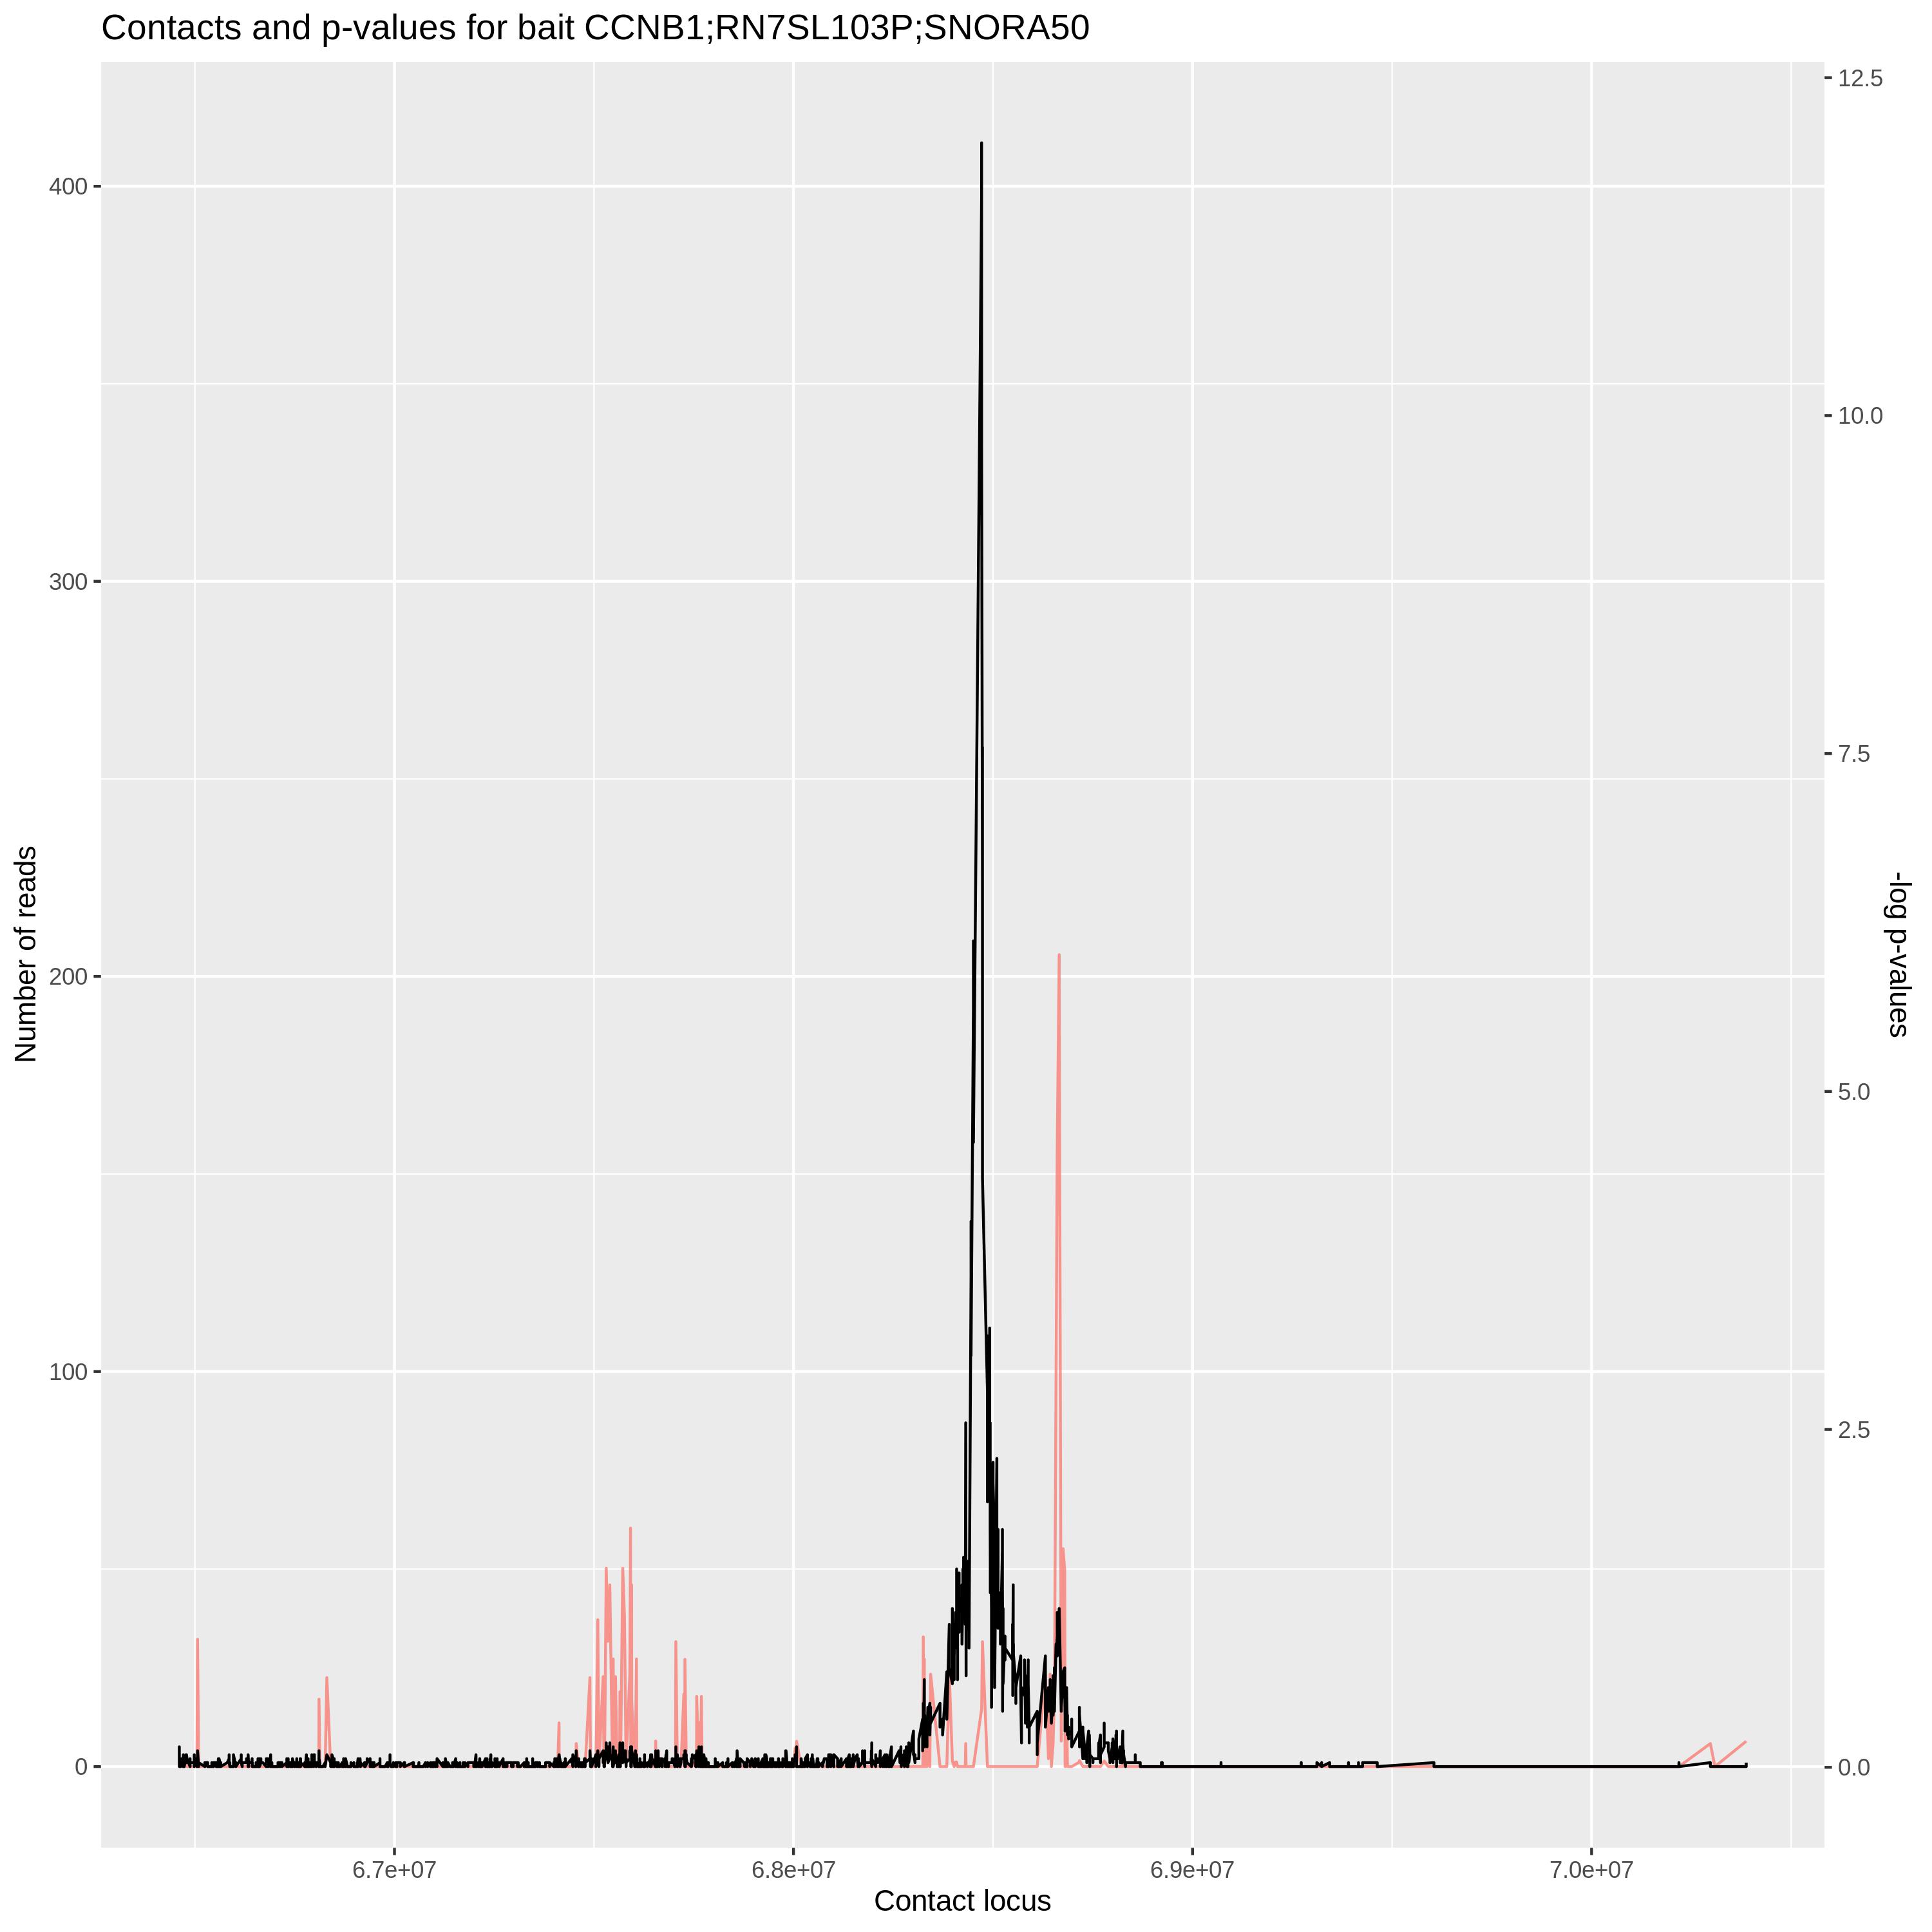 Contacts and p-values for bait CCNB1;RN7SL103P;SNORA50
Number of reads
400
300
200
100
0
12.5
10.0
7.5
5.0
2.5
0.0
-log p-values
6.7e+07
6.8e+07
6.9e+07
7.0e+07
Contact locus